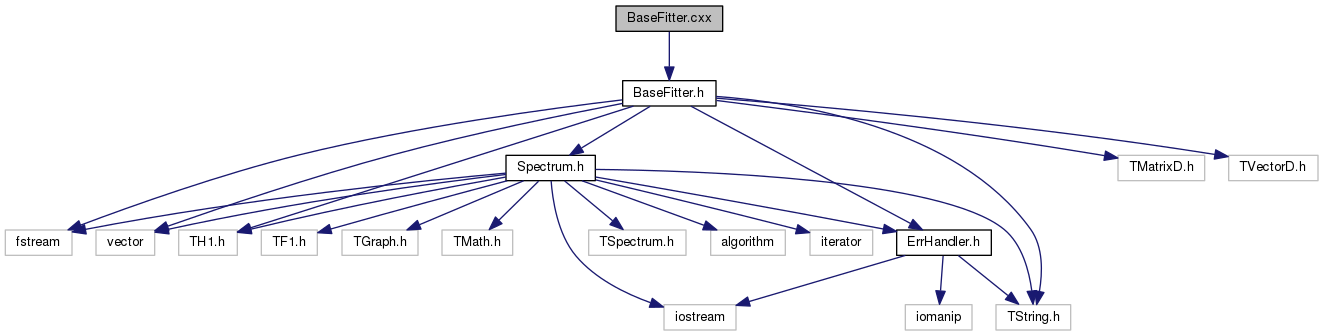 BaseFitter.cxx
BaseFitter.h
Spectrum.h
TMatrixD.h
TVectorD.h
fstream
vector
TH1.h
TF1.h
TGraph.h
TMath.h
TSpectrum.h
algorithm
iterator
ErrHandler.h
iostream
iomanip
TString.h